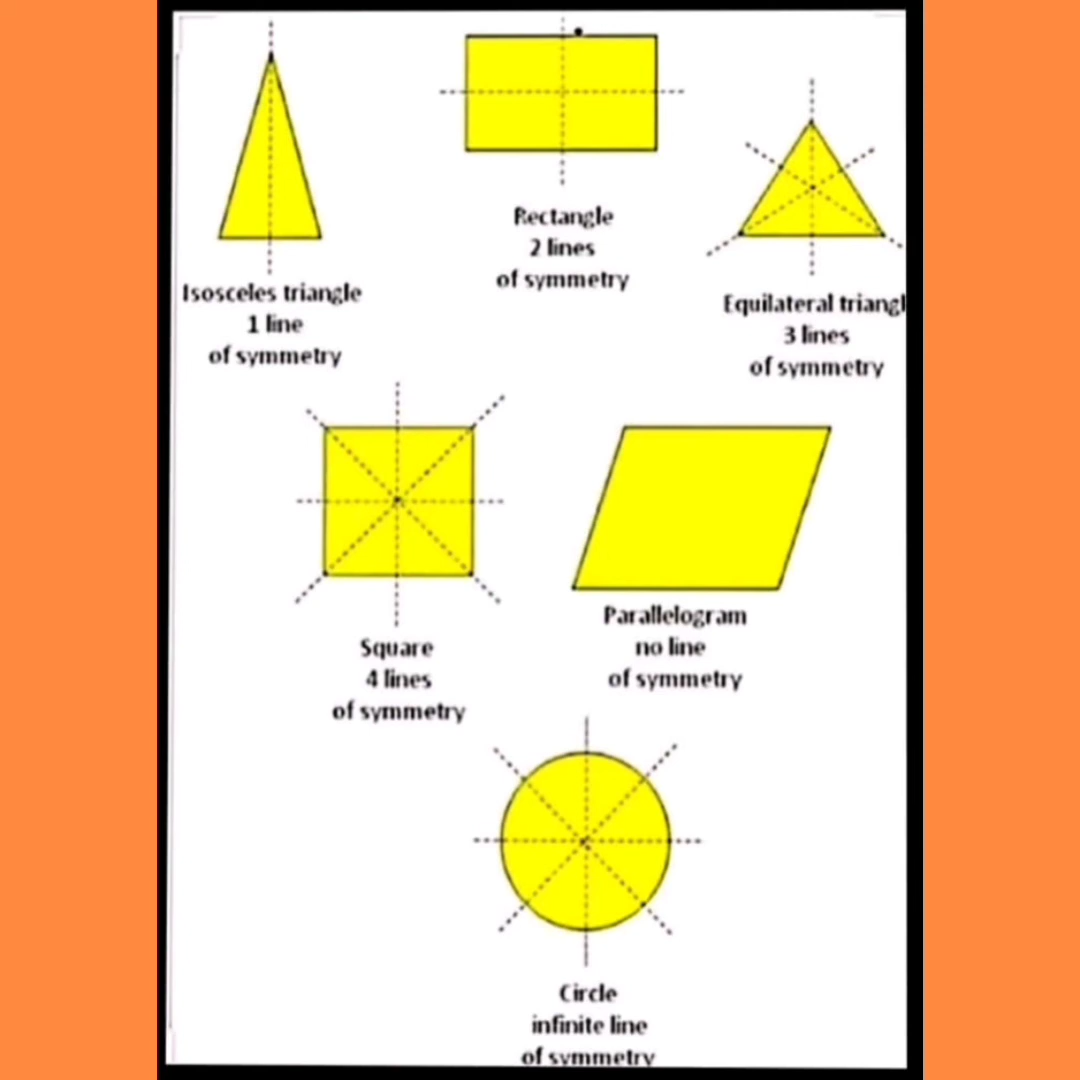 Isosceles triangle
1 line
of symmetry
Rectangle
2 lines
of symmetry
Equilateral triangl
3 lines
of symmetry
Square
4 lines
of symmetry
Parallelogram
no line
of symmetry
Circle
infinite line
of symmetry